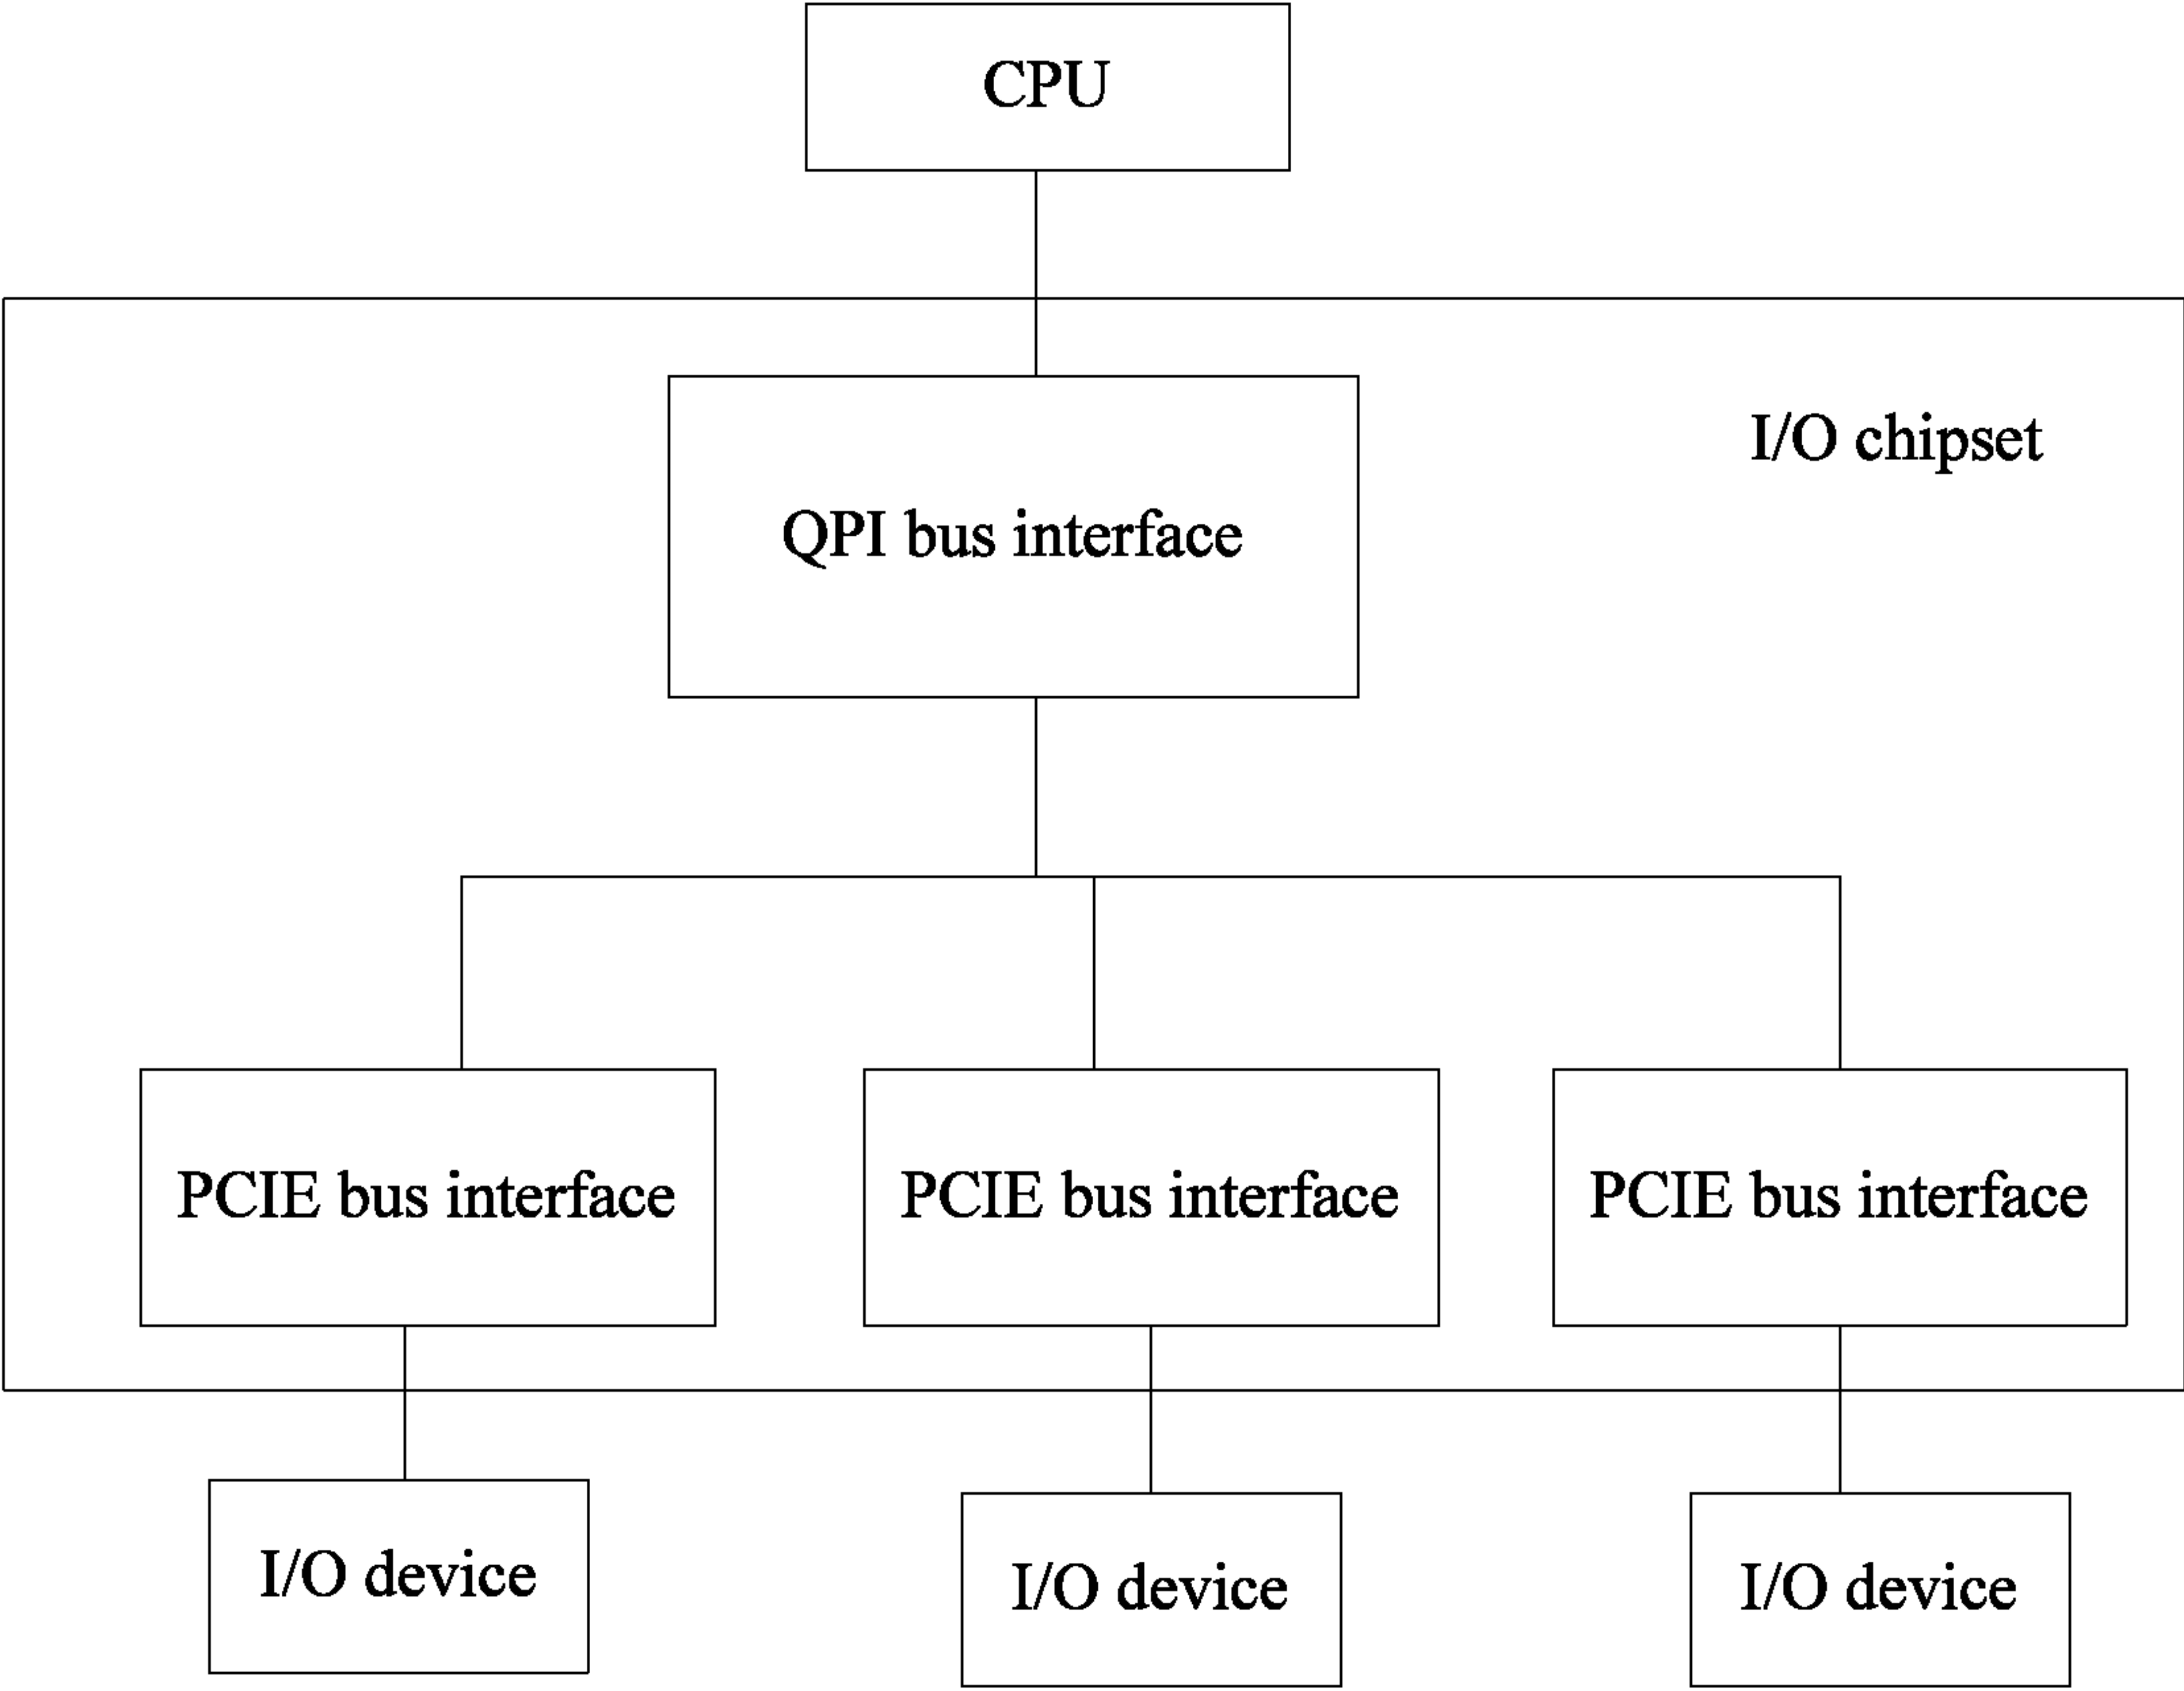 CPU
I/O chipset
QPI bus interface
PCIE bus interface
PCIE bus interface
PCIE bus interface
I/O device
I/O device
I/O device